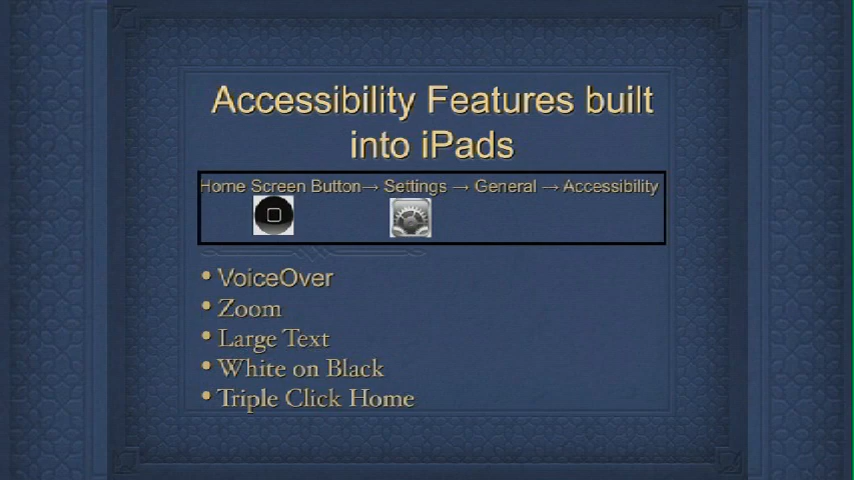 Accessibility Features built
into iPads
Home Screen Button→ Settings → General → Accessibility
• VoiceOver
• Zoom
• Large Text
• White on Black
• Triple Click Home